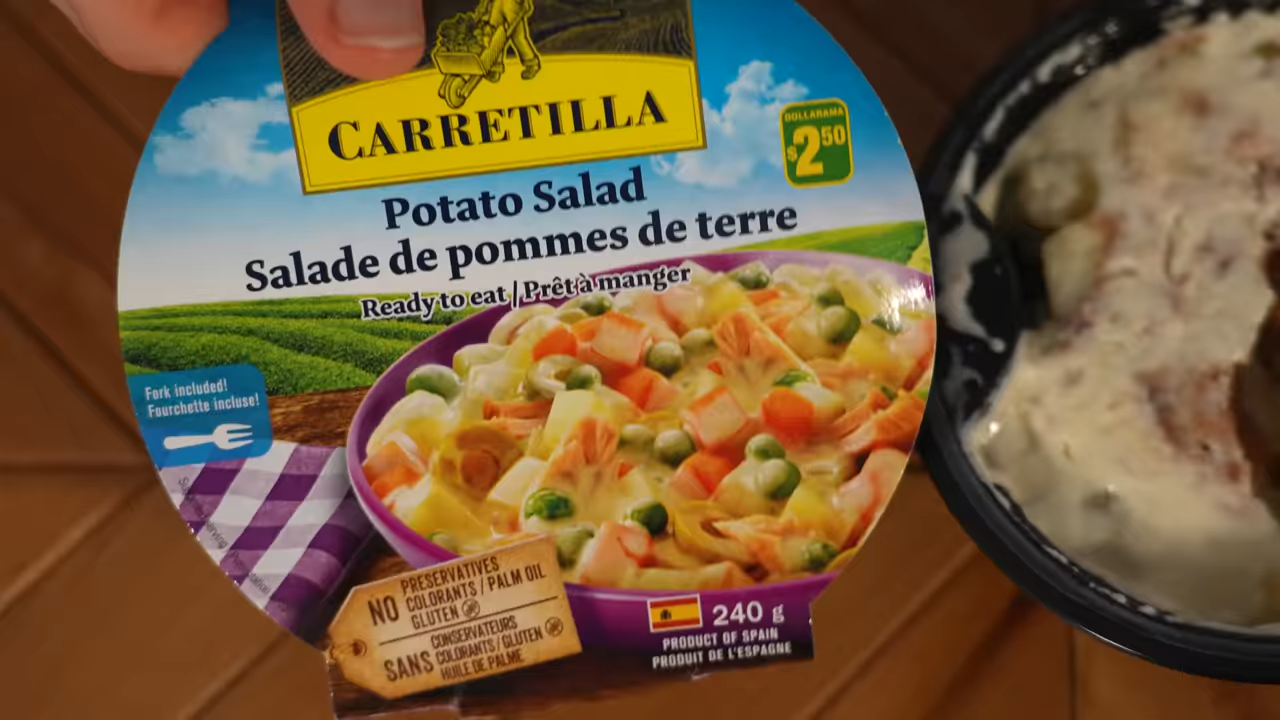 CARRETILLA
DOLLARAMA
$2.50
Potato Salad
Salade de pommes de terre
Ready to eat / Prêt à manger
Fork included!
Fourchette incluse!
NO PRESERVATIVES
COLORANTS / PALM OIL
GLUTEN
SANS CONSERVATEURS
COLORANTS / GLUTEN
HUILE DE PALME
240 g
PRODUCT OF SPAIN
PRODUIT DE L'ESPAGNE